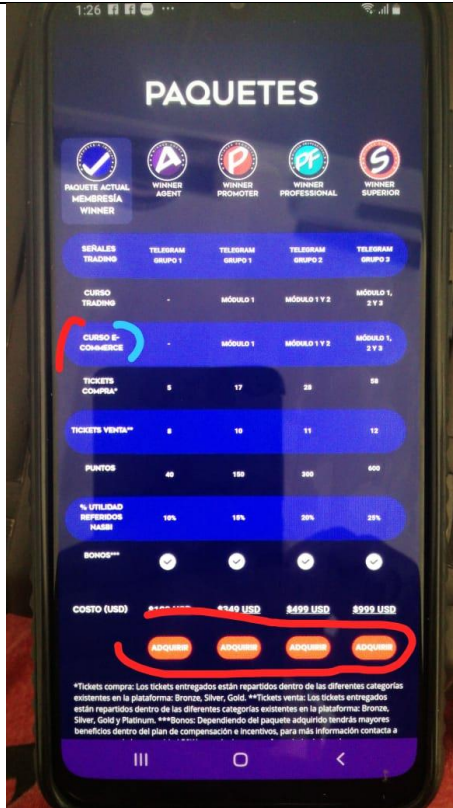 1:26
PAQUETES
PAQUETE ACTUAL
MEMBRESÍA
WINNER
A
WINNER
AGENT
P
WINNER
PROMOTER
PF
WINNER
PROFESSIONAL
S
WINNER
SUPERIOR
SEÑALES
TRADING
TELEGRAM
GRUPO 1
TELEGRAM
GRUPO 1
TELEGRAM
GRUPO 2
TELEGRAM
GRUPO 3
CURSO
TRADING
- MÓDULO 1 MÓDULO 1 Y 2 MÓDULO 1,
2 Y 3
CURSO E-
COMMERCE
- MÓDULO 1 MÓDULO 1 Y 2 MÓDULO 1,
2 Y 3
TICKETS
COMPRA*
5 17 28 58
TICKETS VENTA** 8 10 11 12
PUNTOS 40 150 300 600
% UTILIDAD
REFERIDOS
NASBI
10% 15% 20% 25%
BONOS***
COSTO (USD) USD $349 USD $499 USD $999 USD
ADQUIRIR ADQUIRIR ADQUIRIR ADQUIRIR
*Tickets compra: Los tickets entregados están repartidos dentro de las diferentes categorías
existentes en la plataforma: Bronze, Silver, Gold. **Tickets venta: Los tickets entregados
están repartidos dentro de las diferentes categorías existentes en la plataforma: Bronze,
Silver, Gold y Platinum. ***Bonos: Dependiendo del paquete adquirido tendrás mayores
beneficios dentro del plan de compensación e incentivos, para más información contacta a